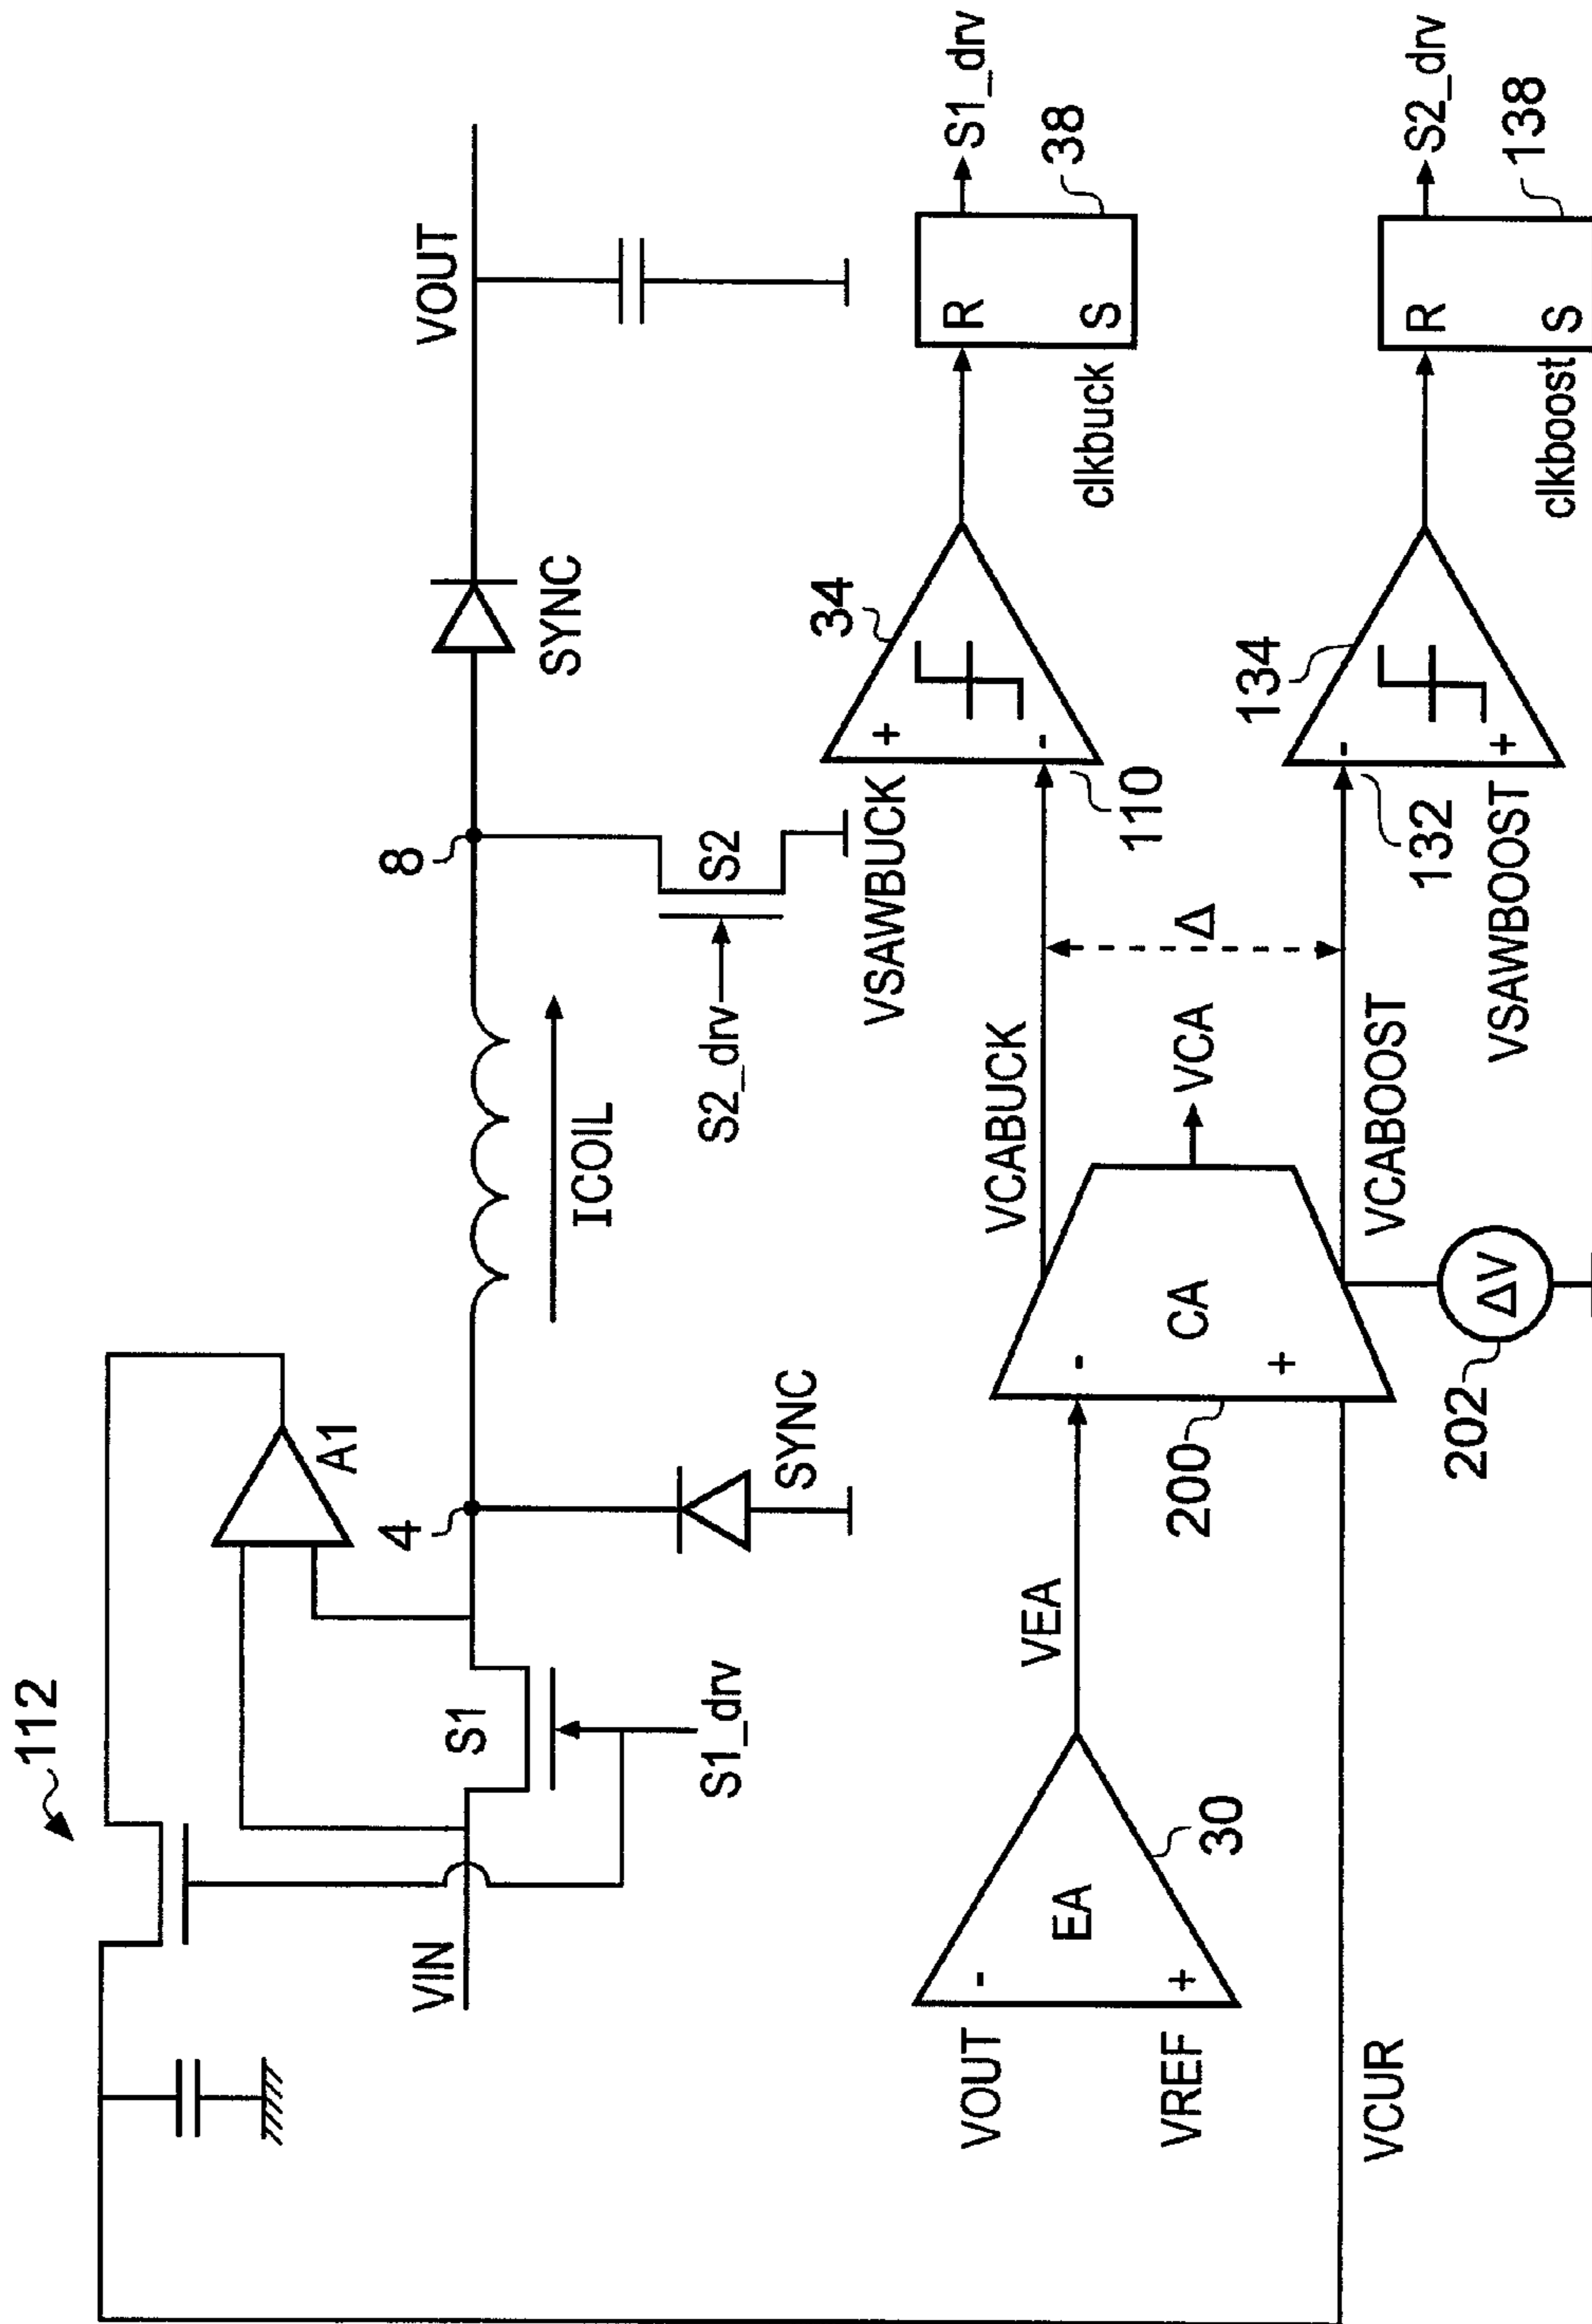 112
A1
VIN
S1
S1_drv
4
SYNC
ICOIL
8
S2_drv
S2
SYNC
VOUT
VOUT
-
EA
VREF
+
30
VEA
-
CA
+
200
VCUR
202
ΔV
VCA
VCABUCK
VCABOOST
Δ
VSAWBUCK
+
-
34
110
R
S
clkbuck
S1_drv
38
-
+
134
132
VSAWBOOST
R
S
clkboost
S2_drv
138